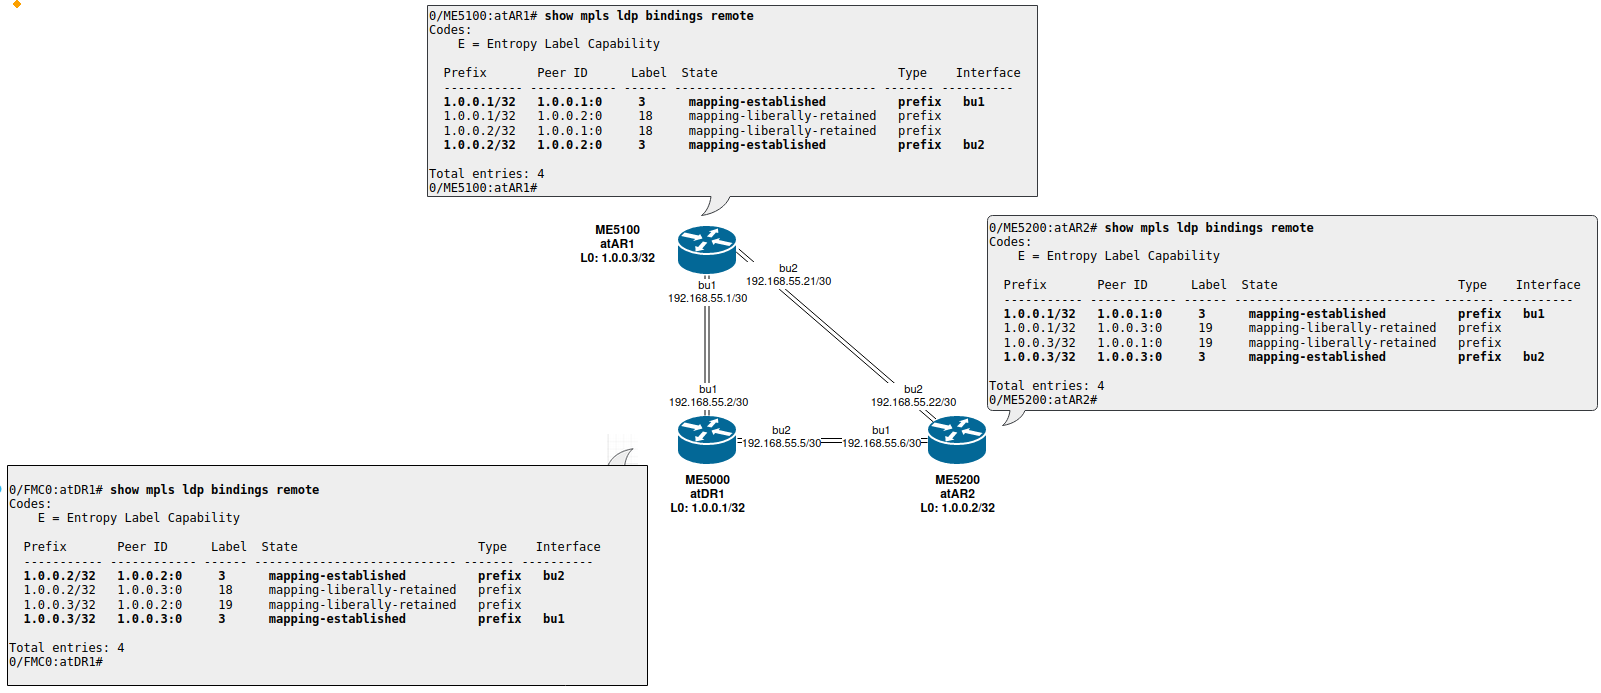 0/ME5100:atAR1# show mpls ldp bindings remote
Codes:
    E = Entropy Label Capability
  Prefix       Peer ID      Label  State                         Type    Interface
  ----------- ------------ ------ ---------------------------- ------- ----------
  1.0.0.1/32   1.0.0.1:0     3      mapping-established          prefix   bu1
  1.0.0.1/32   1.0.0.2:0     18     mapping-liberally-retained   prefix
  1.0.0.2/32   1.0.0.1:0     18     mapping-liberally-retained   prefix
  1.0.0.2/32   1.0.0.2:0     3      mapping-established          prefix   bu2
Total entries: 4
0/ME5100:atAR1#
ME5100
atAR1
L0: 1.0.0.3/32
bu1
192.168.55.1/30
bu2
192.168.55.21/30
0/ME5200:atAR2# show mpls ldp bindings remote
Codes:
    E = Entropy Label Capability
  Prefix       Peer ID      Label  State                         Type    Interface
  ----------- ------------ ------ ---------------------------- ------- ----------
  1.0.0.1/32   1.0.0.1:0     3      mapping-established          prefix   bu1
  1.0.0.1/32   1.0.0.3:0     19     mapping-liberally-retained   prefix
  1.0.0.3/32   1.0.0.1:0     19     mapping-liberally-retained   prefix
  1.0.0.3/32   1.0.0.3:0     3      mapping-established          prefix   bu2
Total entries: 4
0/ME5200:atAR2#
bu1
192.168.55.2/30
bu2
192.168.55.22/30
bu2
192.168.55.5/30
bu1
192.168.55.6/30
ME5000
atDR1
L0: 1.0.0.1/32
ME5200
atAR2
L0: 1.0.0.2/32
0/FMC0:atDR1# show mpls ldp bindings remote
Codes:
    E = Entropy Label Capability
  Prefix       Peer ID      Label  State                         Type    Interface
  ----------- ------------ ------ ---------------------------- ------- ----------
  1.0.0.2/32   1.0.0.2:0     3      mapping-established          prefix   bu2
  1.0.0.2/32   1.0.0.3:0     18     mapping-liberally-retained   prefix
  1.0.0.3/32   1.0.0.2:0     19     mapping-liberally-retained   prefix
  1.0.0.3/32   1.0.0.3:0     3      mapping-established          prefix   bu1
Total entries: 4
0/FMC0:atDR1#